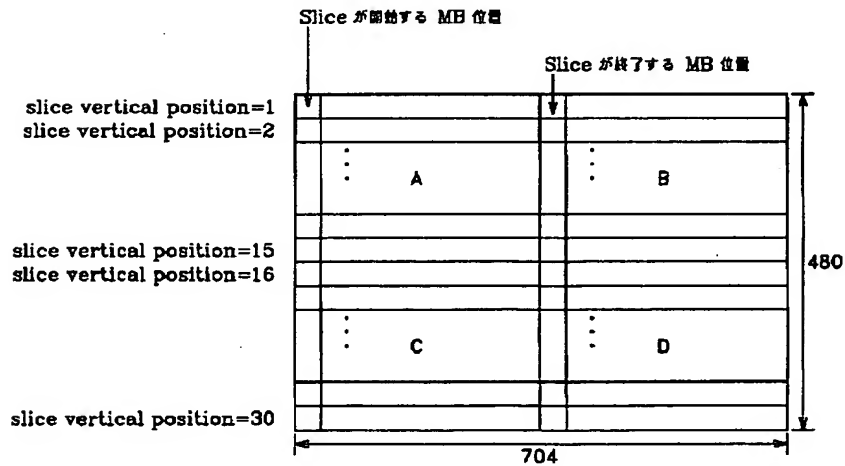 Slice が開始する MB 位置
Slice が終了する MB 位置
slice vertical position=1
slice vertical position=2
A
B
slice vertical position=15
slice vertical position=16
480
C
D
slice vertical position=30
704